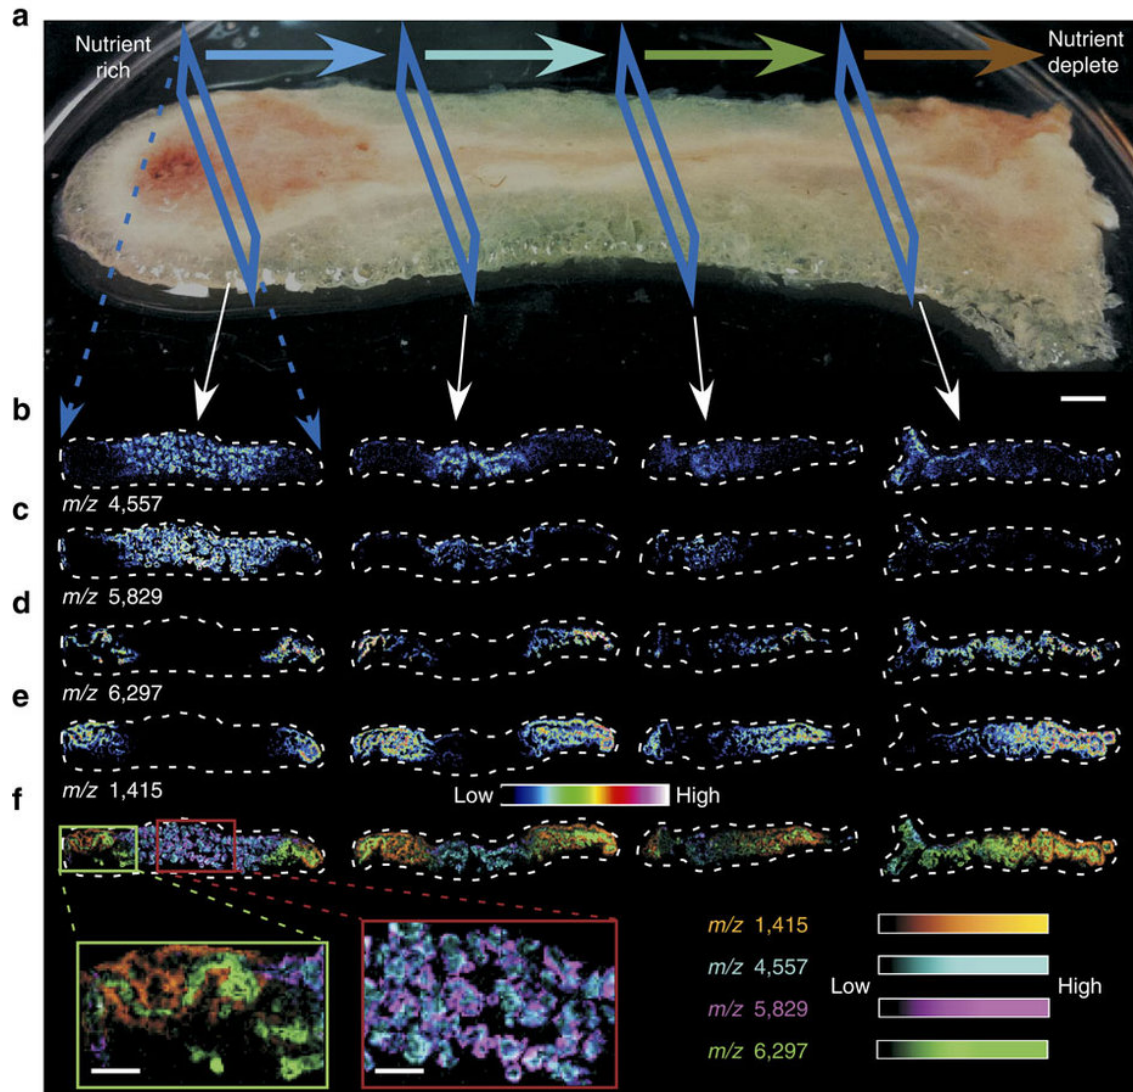 a
Nutrient
rich
Nutrient
deplete
b
m/z 4,557
c
m/z 5,829
d
m/z 6,297
e
m/z 1,415
Low
High
f
m/z 1,415
m/z 4,557
Low
High
m/z 5,829
m/z 6,297